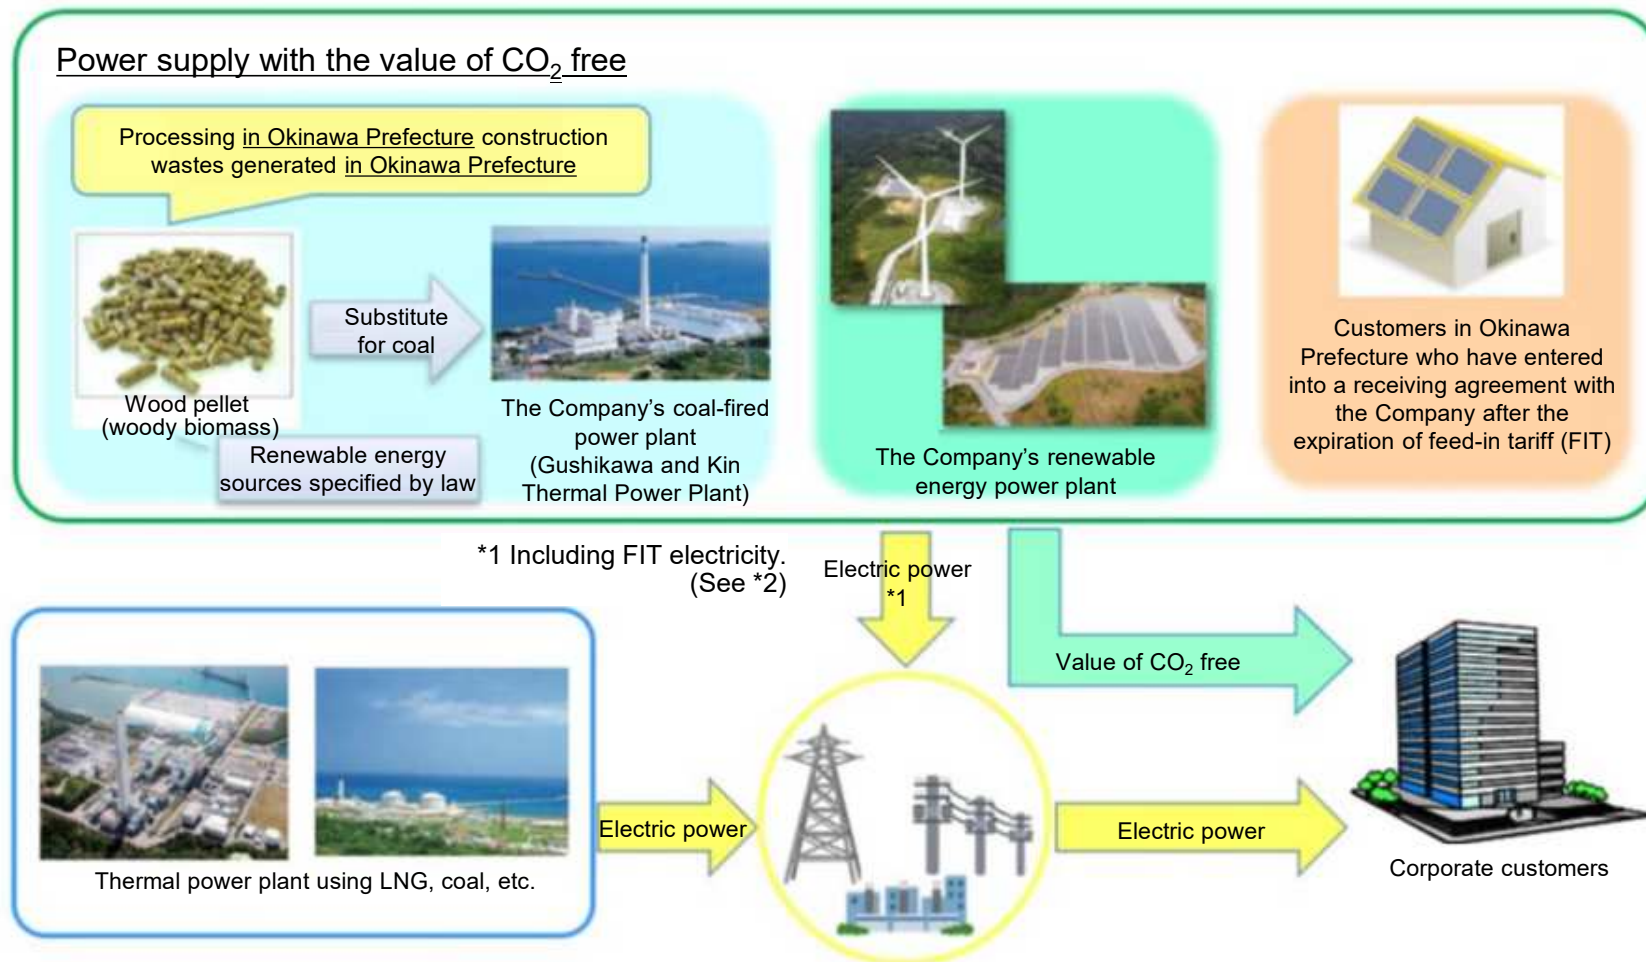 Power supply with the value of CO₂ free
Processing in Okinawa Prefecture construction
wastes generated in Okinawa Prefecture
Substitute
for coal
Wood pellet
(woody biomass)
Renewable energy
sources specified by law
The Company’s coal-fired
power plant
(Gushikawa and Kin
Thermal Power Plant)
The Company’s renewable
energy power plant
Customers in Okinawa
Prefecture who have entered
into a receiving agreement with
the Company after the
expiration of feed-in tariff (FIT)
*1 Including FIT electricity.
(See *2)
Electric power
*1
Value of CO₂ free
Electric power
Thermal power plant using LNG, coal, etc.
Electric power
Corporate customers